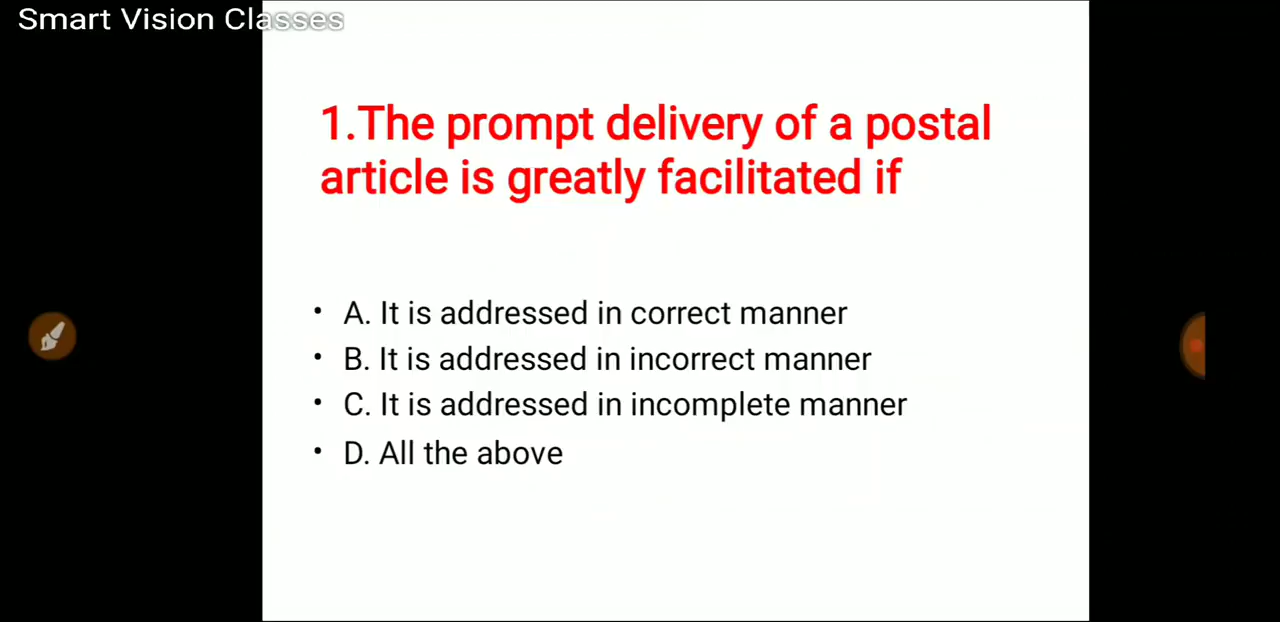 Smart Vision Classes
1.The prompt delivery of a postal
article is greatly facilitated if
• A. It is addressed in correct manner
• B. It is addressed in incorrect manner
• C. It is addressed in incomplete manner
• D. All the above